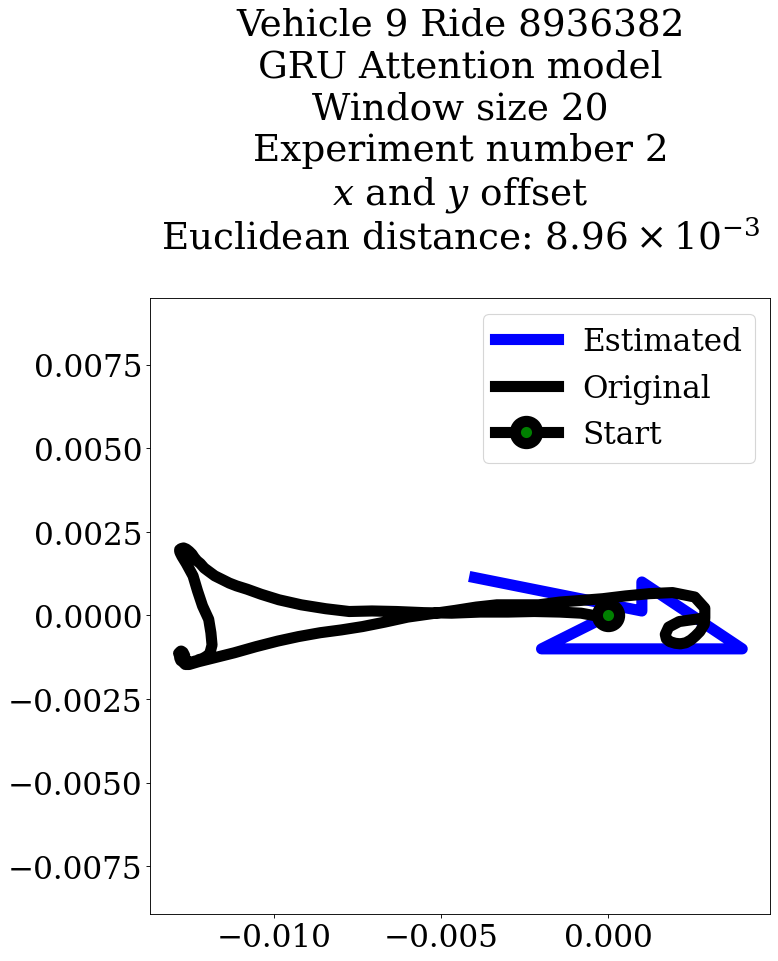 Vehicle 9 Ride 8936382
GRU Attention model
Window size 20
Experiment number 2
x and y offset
Euclidean distance: 8.96 × 10⁻³
Estimated
Original
Start
0.0075
0.0050
0.0025
0.0000
−0.0025
−0.0050
−0.0075
−0.010 −0.005 0.000